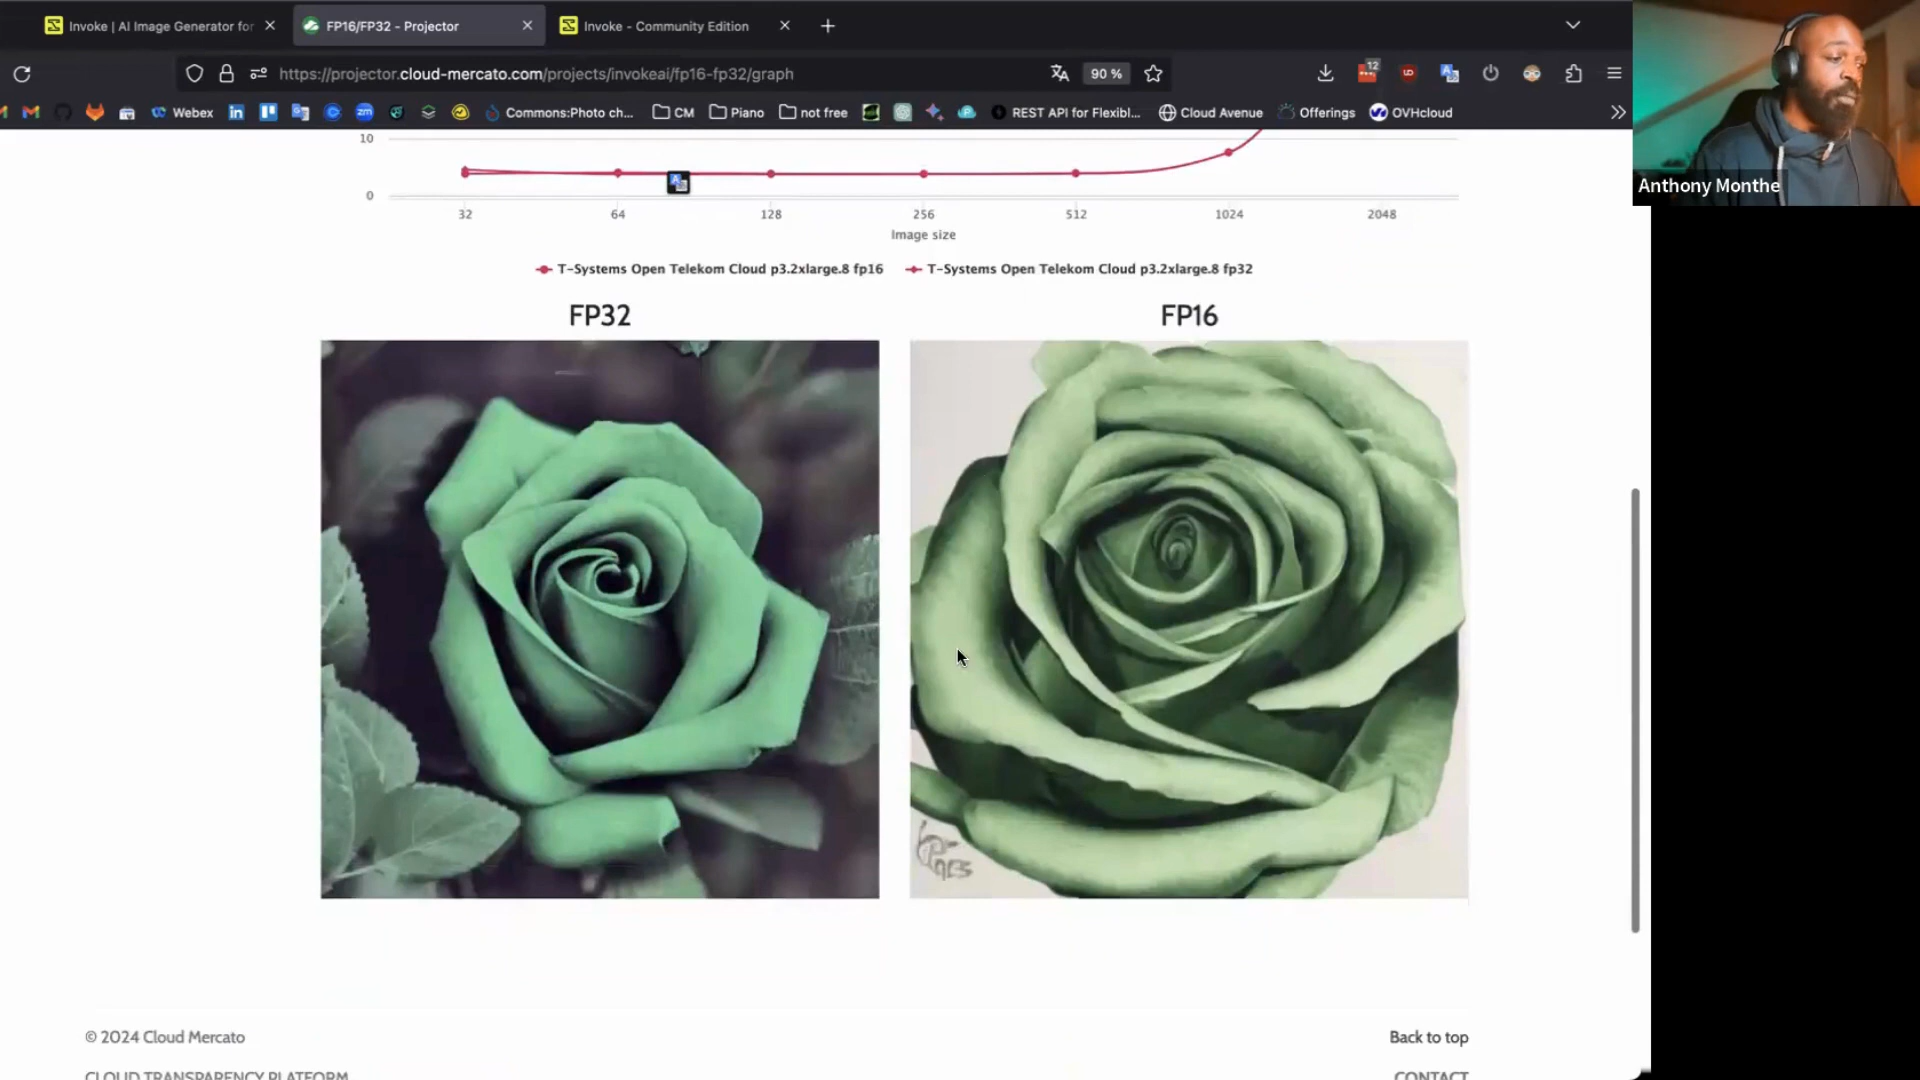 Invoke | AI Image Generator for
FP16/FP32 - Projector
Invoke - Community Edition
https://projector.cloud-mercato.com/projects/invokeai/fp16-fp32/graph
90 %
12
Webex
Commons:Photo ch...
CM
Piano
not free
REST API for Flexibl...
Cloud Avenue
Offerings
OVHcloud
Anthony Monthe
10
0
32
64
128
256
512
1024
2048
Image size
T-Systems Open Telekom Cloud p3.2xlarge.8 fp16
T-Systems Open Telekom Cloud p3.2xlarge.8 fp32
FP32
FP16
© 2024 Cloud Mercato
Back to top
CLOUD TRANSPARENCY PLATFORM
CONTACT